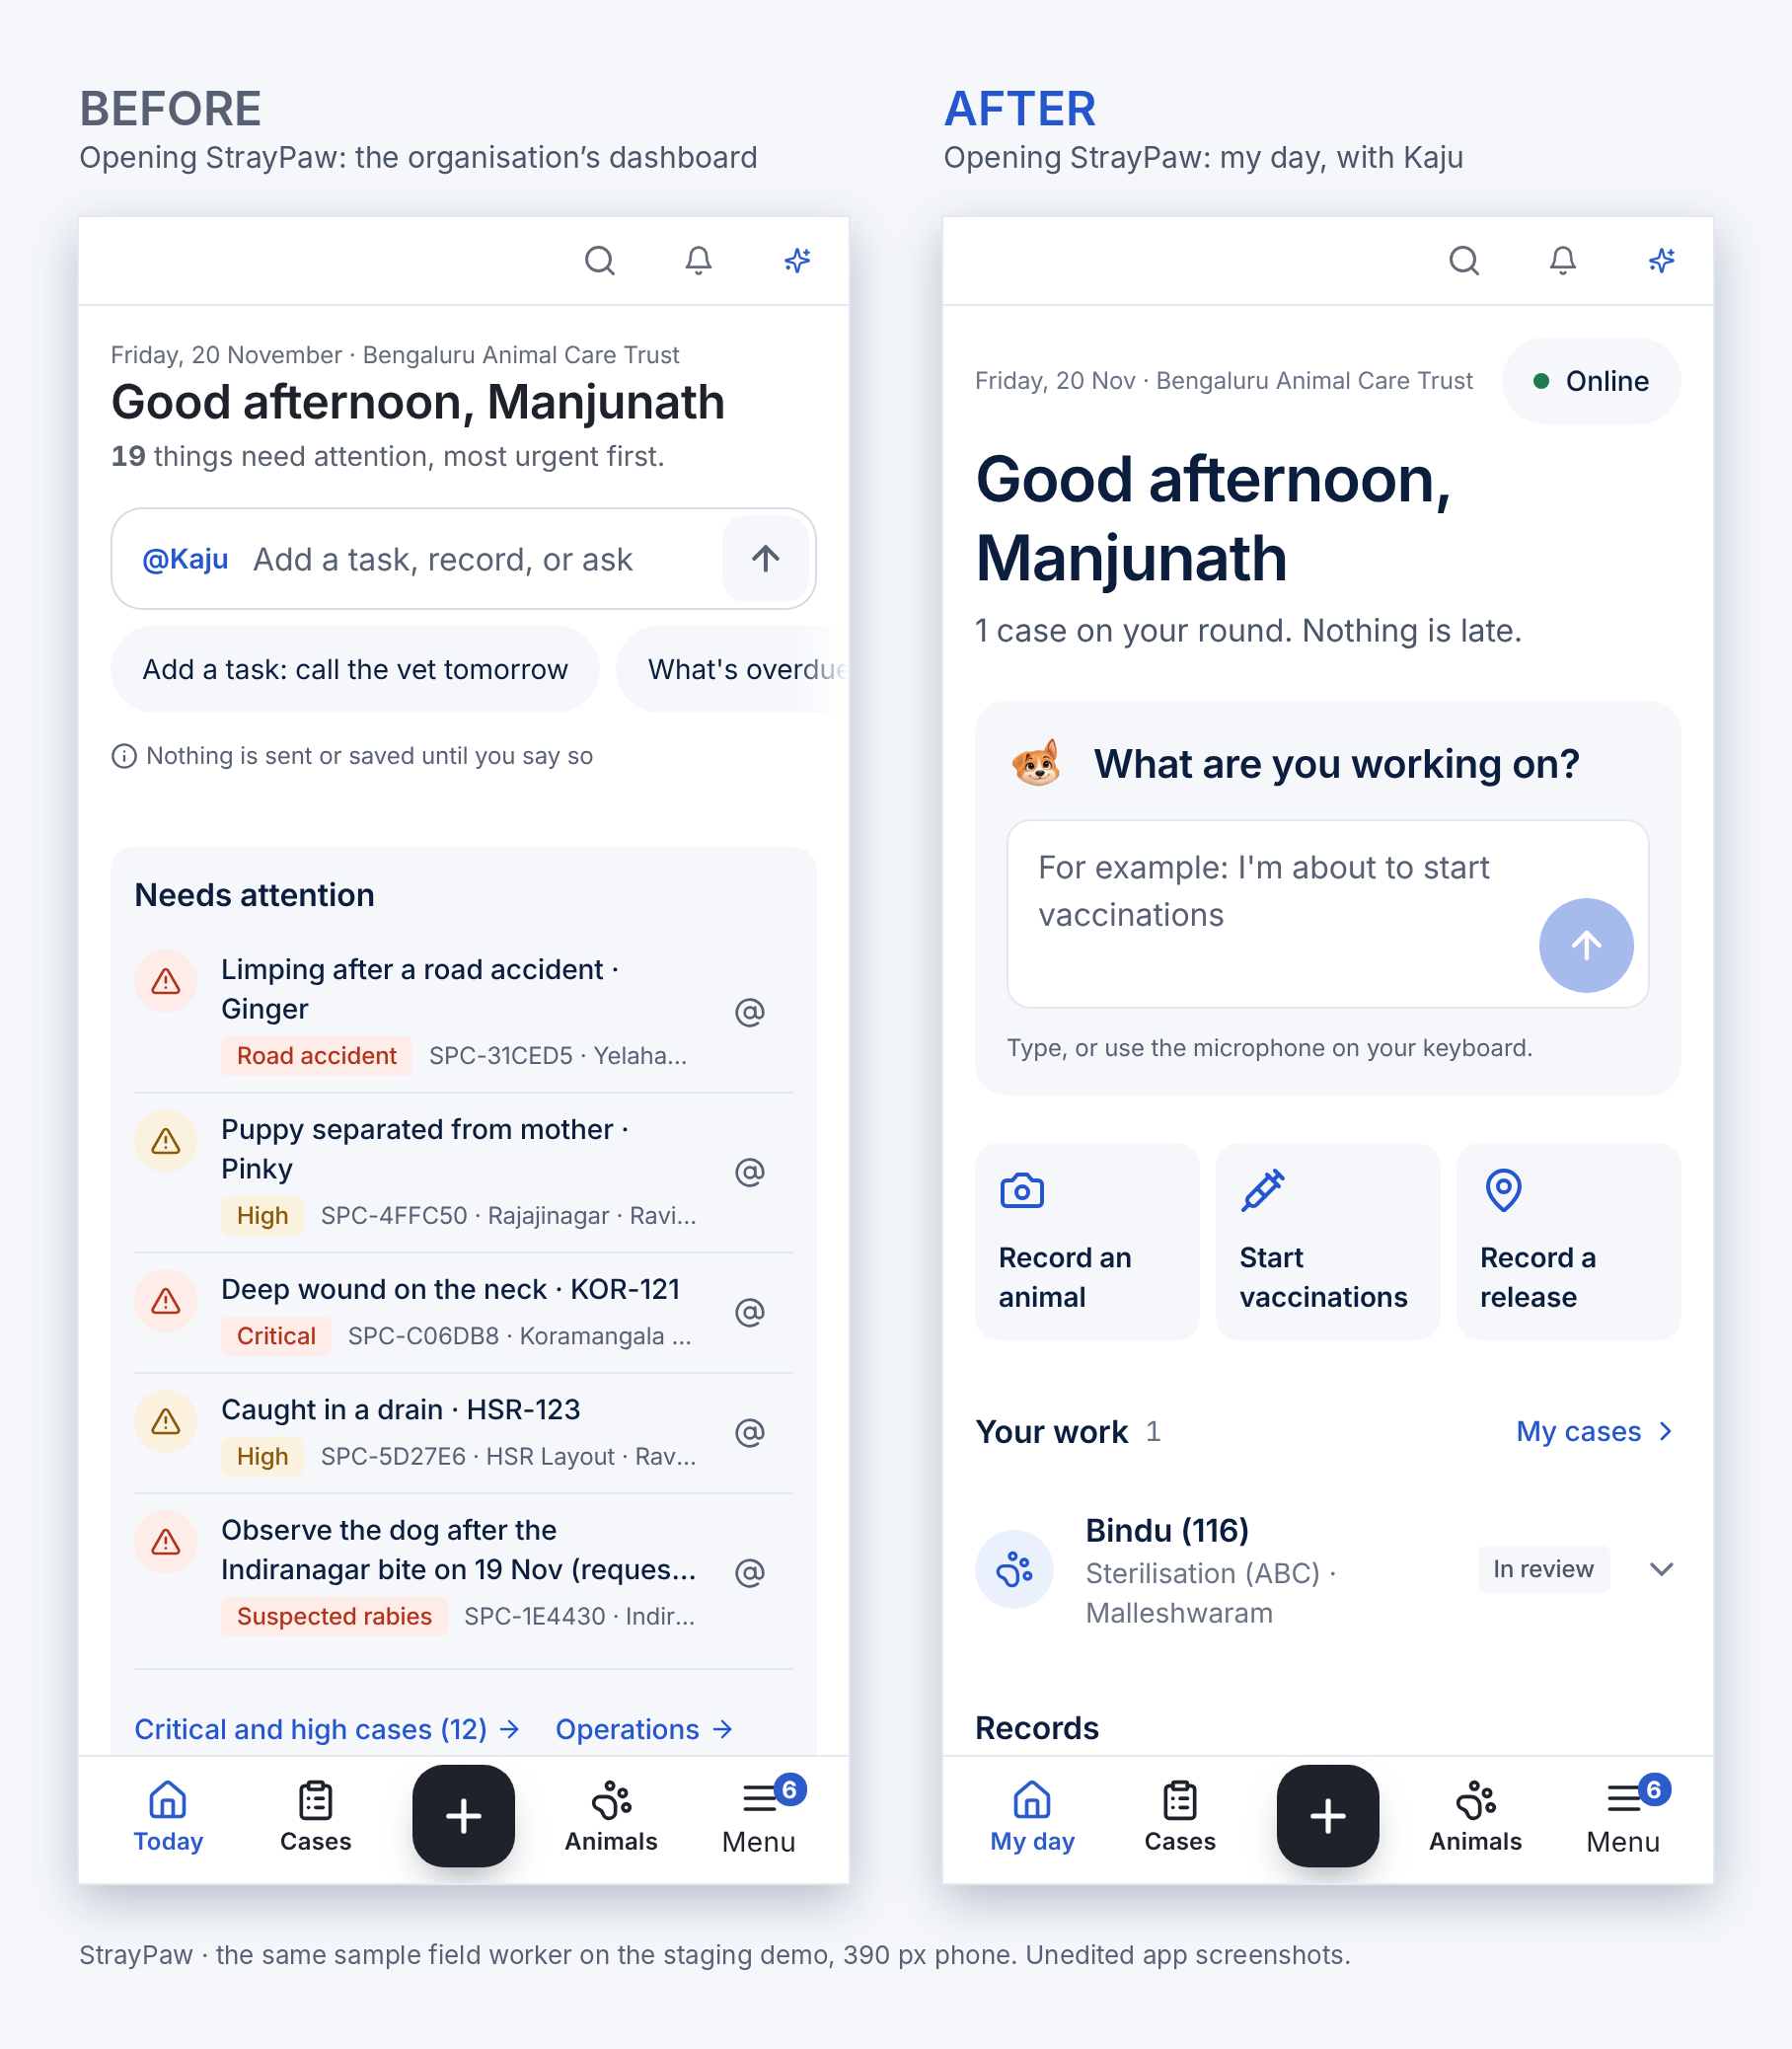 BEFORE
Opening StrayPaw: the organisation’s dashboard
Friday, 20 November · Bengaluru Animal Care Trust
Good afternoon, Manjunath
19 things need attention, most urgent first.
@Kaju Add a task, record, or ask
Add a task: call the vet tomorrow
What's overdue
Nothing is sent or saved until you say so
Needs attention
Limping after a road accident ·
Ginger
Road accident SPC-31CED5 · Yelaha...
Puppy separated from mother ·
Pinky
High SPC-4FFC50 · Rajajinagar · Ravi...
Deep wound on the neck · KOR-121
Critical SPC-C06DB8 · Koramangala ...
Caught in a drain · HSR-123
High SPC-5D27E6 · HSR Layout · Rav...
Observe the dog after the
Indiranagar bite on 19 Nov (reques...
Suspected rabies SPC-1E4430 · Indir...
Critical and high cases (12) → Operations →
Today
Cases
Animals
6
Menu
AFTER
Opening StrayPaw: my day, with Kaju
Friday, 20 Nov · Bengaluru Animal Care Trust
Online
Good afternoon,
Manjunath
1 case on your round. Nothing is late.
What are you working on?
For example: I'm about to start
vaccinations
Type, or use the microphone on your keyboard.
Record an
animal
Start
vaccinations
Record a
release
Your work 1
My cases
Bindu (116)
Sterilisation (ABC) ·
Malleshwaram
In review
Records
My day
Cases
Animals
6
Menu
StrayPaw · the same sample field worker on the staging demo, 390 px phone. Unedited app screenshots.